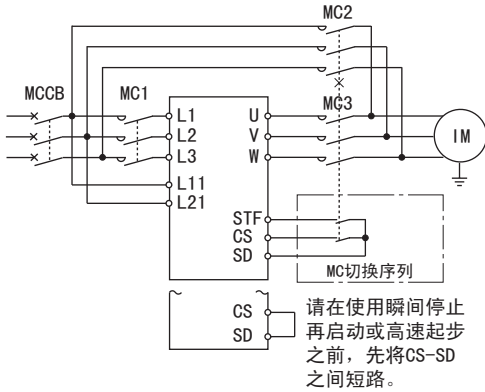 MC2
MCCB
MC1
L1
L2
L3
L11
L21
U
V
W
MC3
IM
STF
CS
SD
MC切换序列
CS
SD
请在使用瞬间停止
再启动或高速起步
之前，先将CS-SD
之间短路。